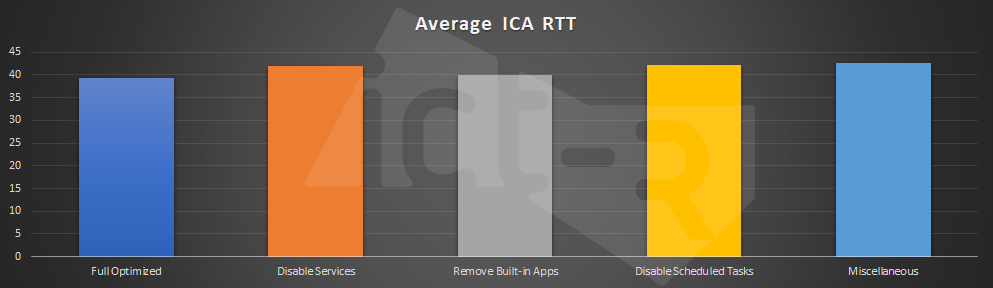 Average ICA RTT
45
40
35
30
25
20
15
10
5
0
Full Optimized
Disable Services
Remove Built-in Apps
Disable Scheduled Tasks
Miscellaneous
ict-R